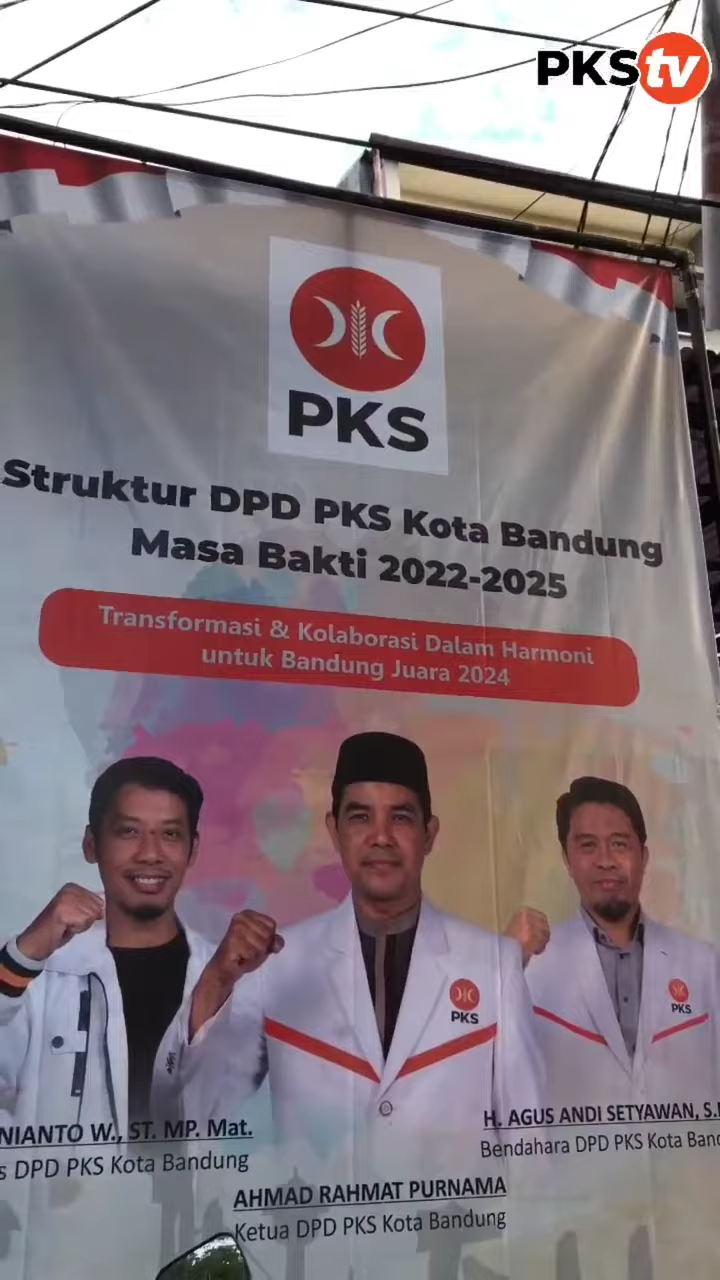 PKStv
PKS
Struktur DPD PKS Kota Bandung
Masa Bakti 2022-2025
Transformasi & Kolaborasi Dalam Harmoni
untuk Bandung Juara 2024
PKS
PKS
NIANTO W., ST. MP. Mat.
s DPD PKS Kota Bandung
H. AGUS ANDI SETYAWAN, S.
Bendahara DPD PKS Kota Band
AHMAD RAHMAT PURNAMA
Ketua DPD PKS Kota Bandung